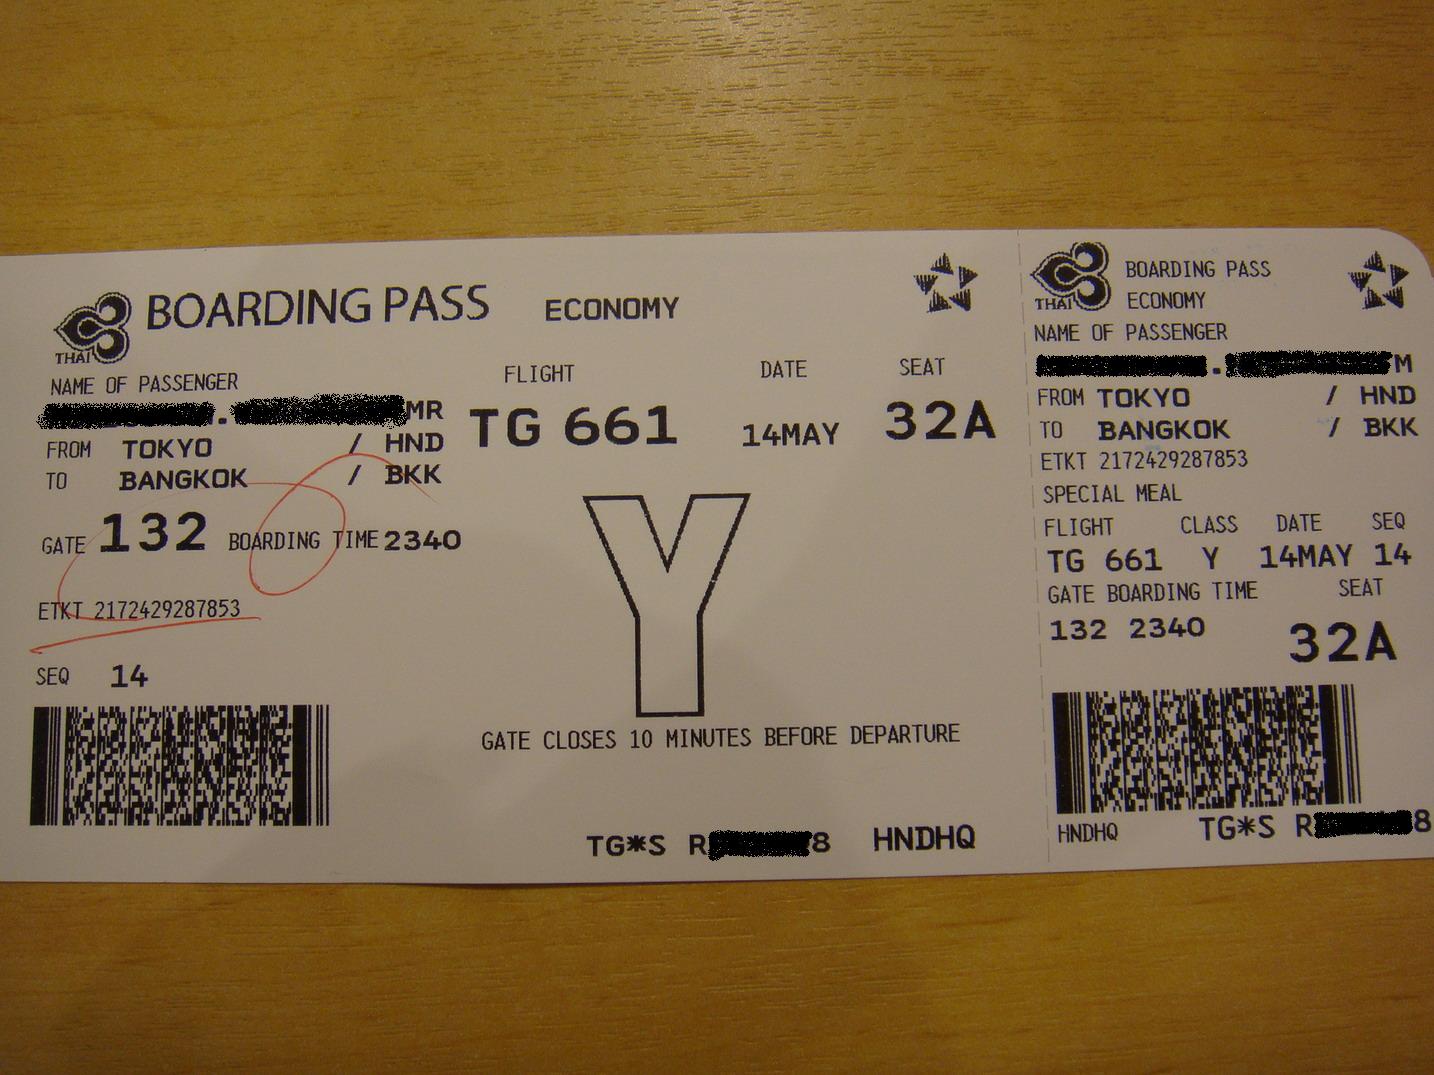 THAI BOARDING PASS ECONOMY
NAME OF PASSENGER
MR
FROM TOKYO / HND
TO BANGKOK / BKK
FLIGHT DATE SEAT
TG 661 14MAY 32A
GATE 132 BOARDING TIME 2340
ETKT 2172429287853
SEQ 14
Y
GATE CLOSES 10 MINUTES BEFORE DEPARTURE
TG*S R 8 HNDHQ
THAI BOARDING PASS
ECONOMY
NAME OF PASSENGER
M
FROM TOKYO / HND
TO BANGKOK / BKK
ETKT 2172429287853
SPECIAL MEAL
FLIGHT CLASS DATE SEQ
TG 661 Y 14MAY 14
GATE BOARDING TIME SEAT
132 2340 32A
HNDHQ TG*S R 8